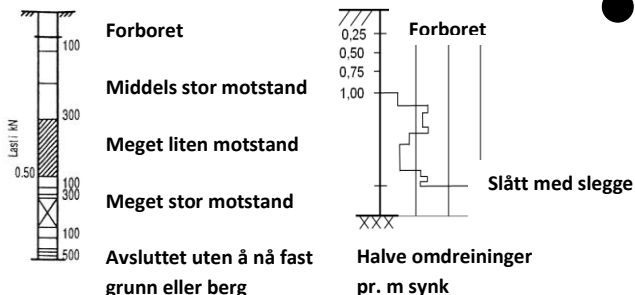 Forboret
100
Middels stor motstand
300
Last i kN
Meget liten motstand
0.50
100
300
Meget stor motstand
100
500
Avsluttet uten å nå fast
grunn eller berg
Forboret
0,25
0,50
0,75
1,00
Slått med slegge
XXX
Halve omdreininger
pr. m synk